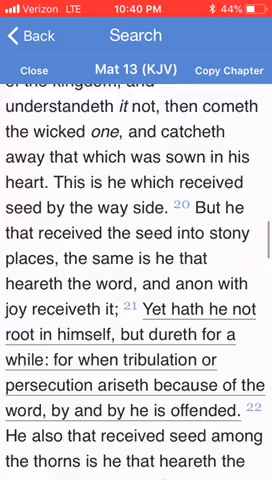 Verizon LTE 10:40 PM 44%
Back Search
Close Mat 13 (KJV) Copy Chapter
of the kingdom, and
understandeth it not, then cometh
the wicked one, and catcheth
away that which was sown in his
heart. This is he which received
seed by the way side. 20 But he
that received the seed into stony
places, the same is he that
heareth the word, and anon with
joy receiveth it; 21 Yet hath he not
root in himself, but dureth for a
while: for when tribulation or
persecution ariseth because of the
word, by and by he is offended. 22
He also that received seed among
the thorns is he that heareth the